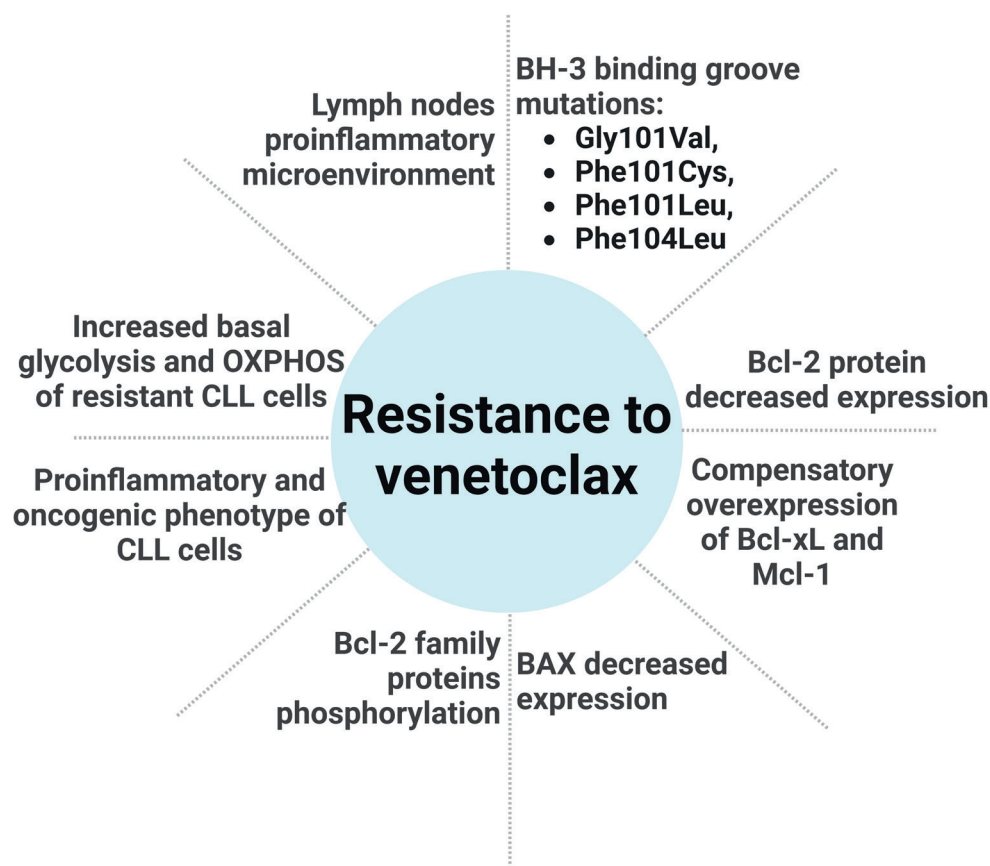 Resistance to
venetoclax
BH-3 binding groove
mutations:
• Gly101Val,
• Phe101Cys,
• Phe101Leu,
• Phe104Leu
Bcl-2 protein
decreased expression
Compensatory
overexpression
of Bcl-xL and
Mcl-1
BAX decreased
expression
Bcl-2 family
proteins
phosphorylation
Proinflammatory and
oncogenic phenotype of
CLL cells
Increased basal
glycolysis and OXPHOS
of resistant CLL cells
Lymph nodes
proinflammatory
microenvironment